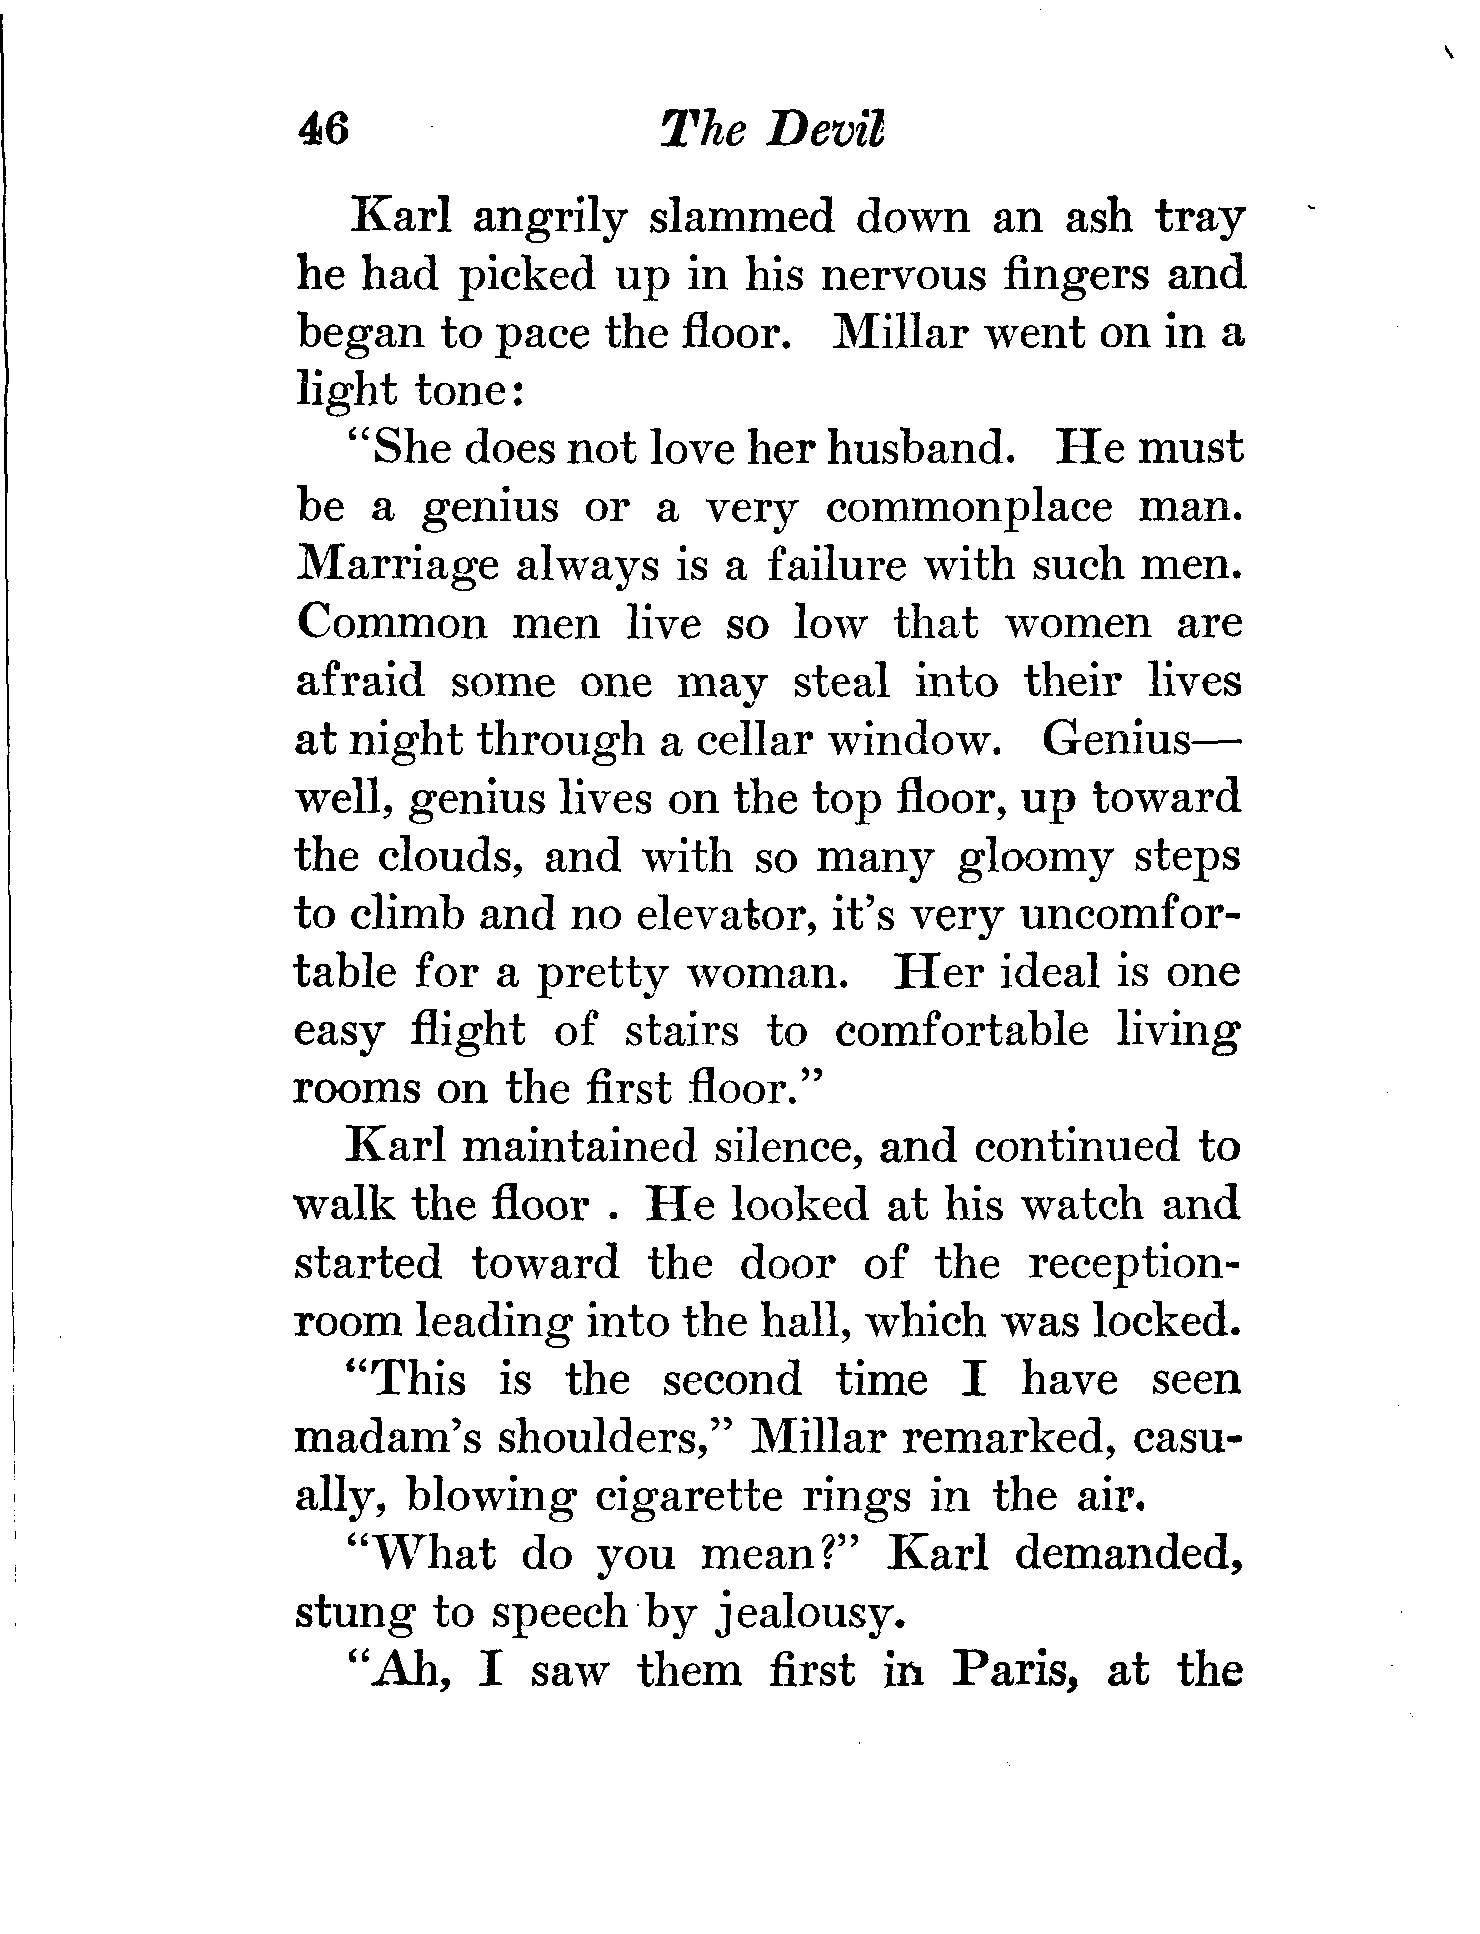 46 The Devil
Karl angrily slammed down an ash tray
he had picked up in his nervous fingers and
began to pace the floor. Millar went on in a
light tone:
“She does not love her husband. He must
be a genius or a very commonplace man.
Marriage always is a failure with such men.
Common men live so low that women are
afraid some one may steal into their lives
at night through a cellar window. Genius—
well, genius lives on the top floor, up toward
the clouds, and with so many gloomy steps
to climb and no elevator, it’s very uncomfor-
table for a pretty woman. Her ideal is one
easy flight of stairs to comfortable living
rooms on the first floor.”
Karl maintained silence, and continued to
walk the floor . He looked at his watch and
started toward the door of the reception-
room leading into the hall, which was locked.
“This is the second time I have seen
madam’s shoulders,” Millar remarked, casu-
ally, blowing cigarette rings in the air.
“What do you mean?” Karl demanded,
stung to speech by jealousy.
“Ah, I saw them first in Paris, at the